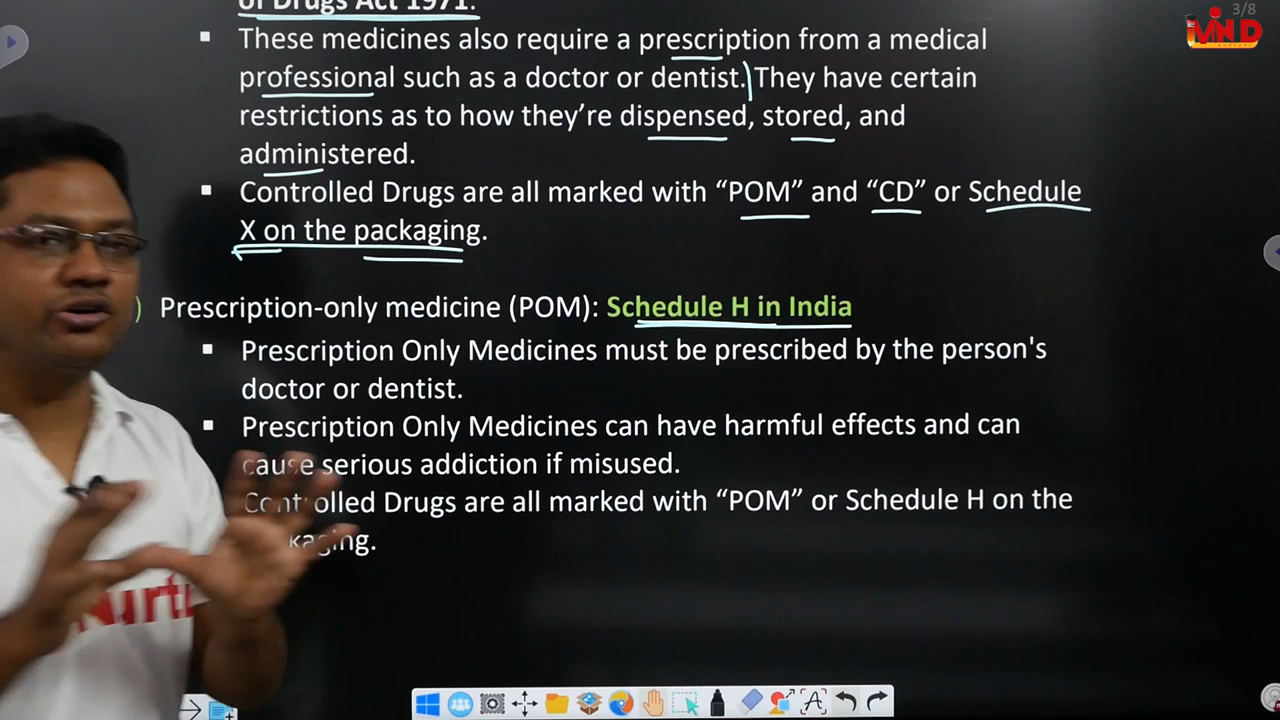 of Drugs Act 1971.
3/8
MIND
▪ These medicines also require a prescription from a medical
professional such as a doctor or dentist. They have certain
restrictions as to how they’re dispensed, stored, and
administered.
▪ Controlled Drugs are all marked with “POM” and “CD” or Schedule
X on the packaging.
) Prescription-only medicine (POM): Schedule H in India
▪ Prescription Only Medicines must be prescribed by the person's
doctor or dentist.
▪ Prescription Only Medicines can have harmful effects and can
cause serious addiction if misused.
Controlled Drugs are all marked with “POM” or Schedule H on the
kaging.
Nurtu